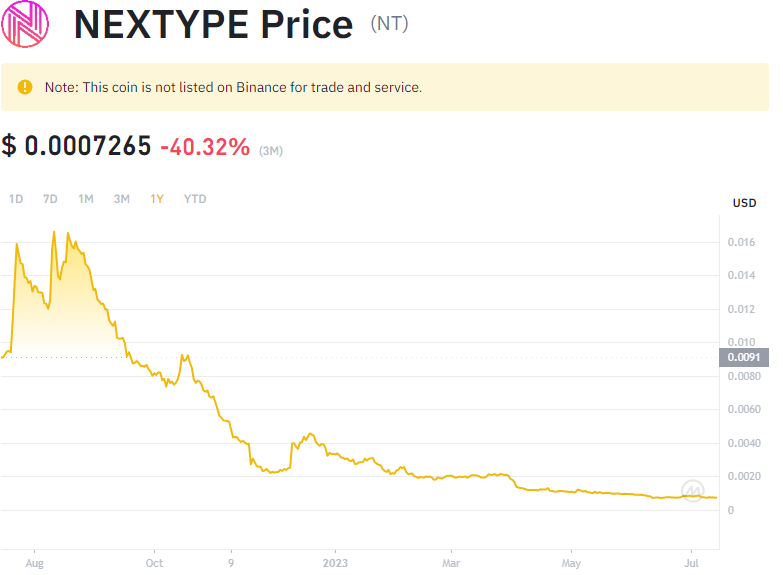 NEXTYPE Price (NT)
Note: This coin is not listed on Binance for trade and service.
$ 0.0007265 -40.32% (3M)
1D 7D 1M 3M 1Y YTD
USD
0.016
0.014
0.012
0.010
0.0091
0.0080
0.0060
0.0040
0.0020
0
Aug Oct 9 2023 Mar May Jul